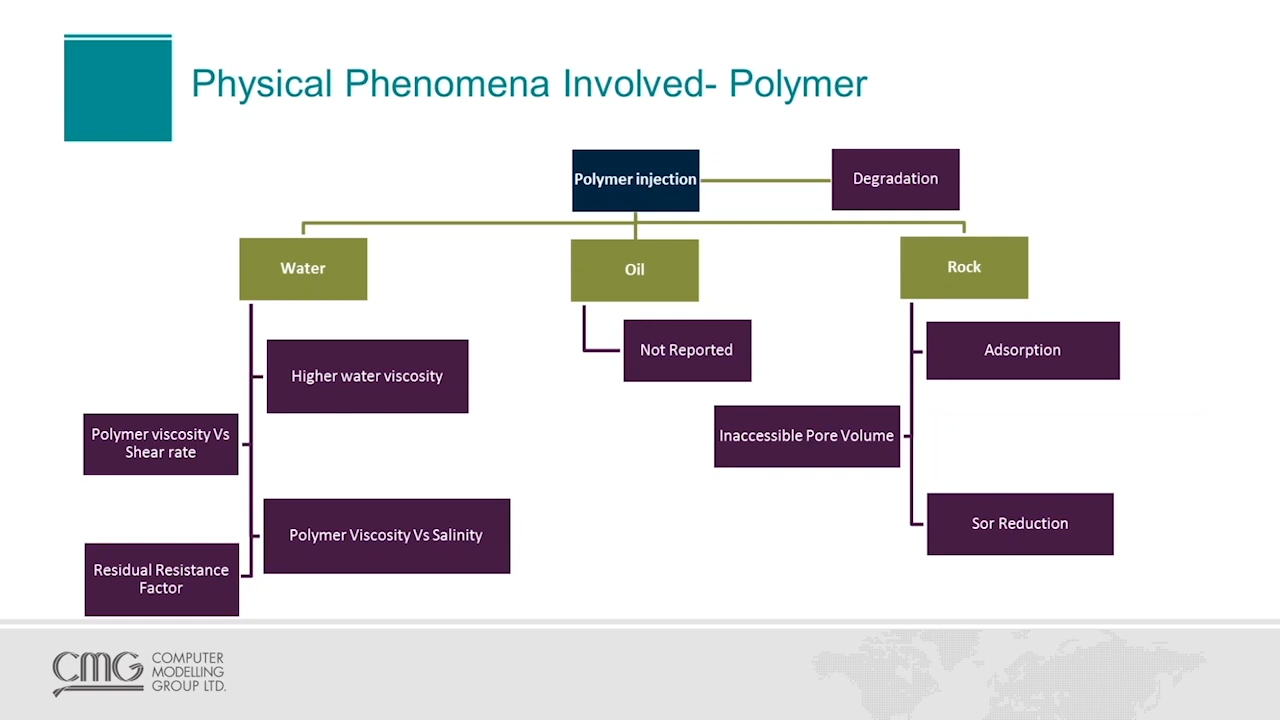 Physical Phenomena Involved- Polymer
Polymer injection
Degradation
Water
Oil
Rock
Higher water viscosity
Polymer viscosity Vs
Shear rate
Polymer Viscosity Vs Salinity
Residual Resistance
Factor
Not Reported
Adsorption
Inaccessible Pore Volume
Sor Reduction
CMG
COMPUTER
MODELLING
GROUP LTD.